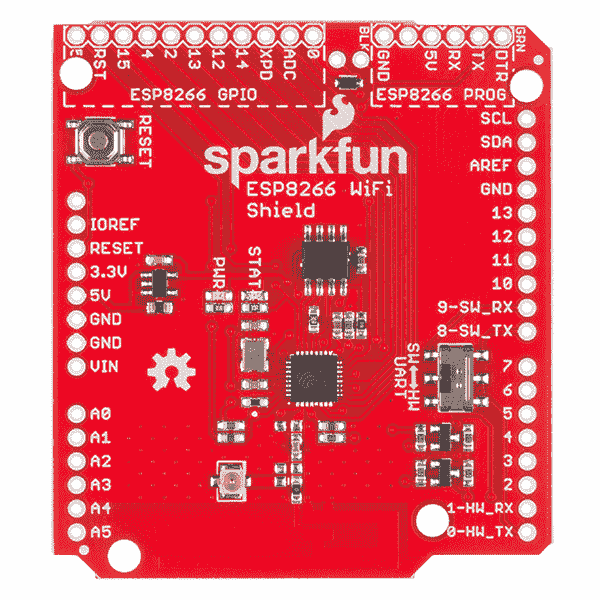 5 RST 15 4 2 13 12 14 XPD ADC 0
ESP8266 GPIO
BLK
GND 5V RX TX DTR
GRN
ESP8266 PROG
RESET
sparkfun
ESP8266 WiFi
Shield
SCL
SDA
AREF
GND
13
12
11
10
9-SW_RX
8-SW_TX
7
6
5
4
3
2
1-HW_RX
0-HW_TX
IOREF
RESET
3.3V
5V
GND
GND
VIN
A0
A1
A2
A3
A4
A5
PWR
STAT
SW↔HW
UART